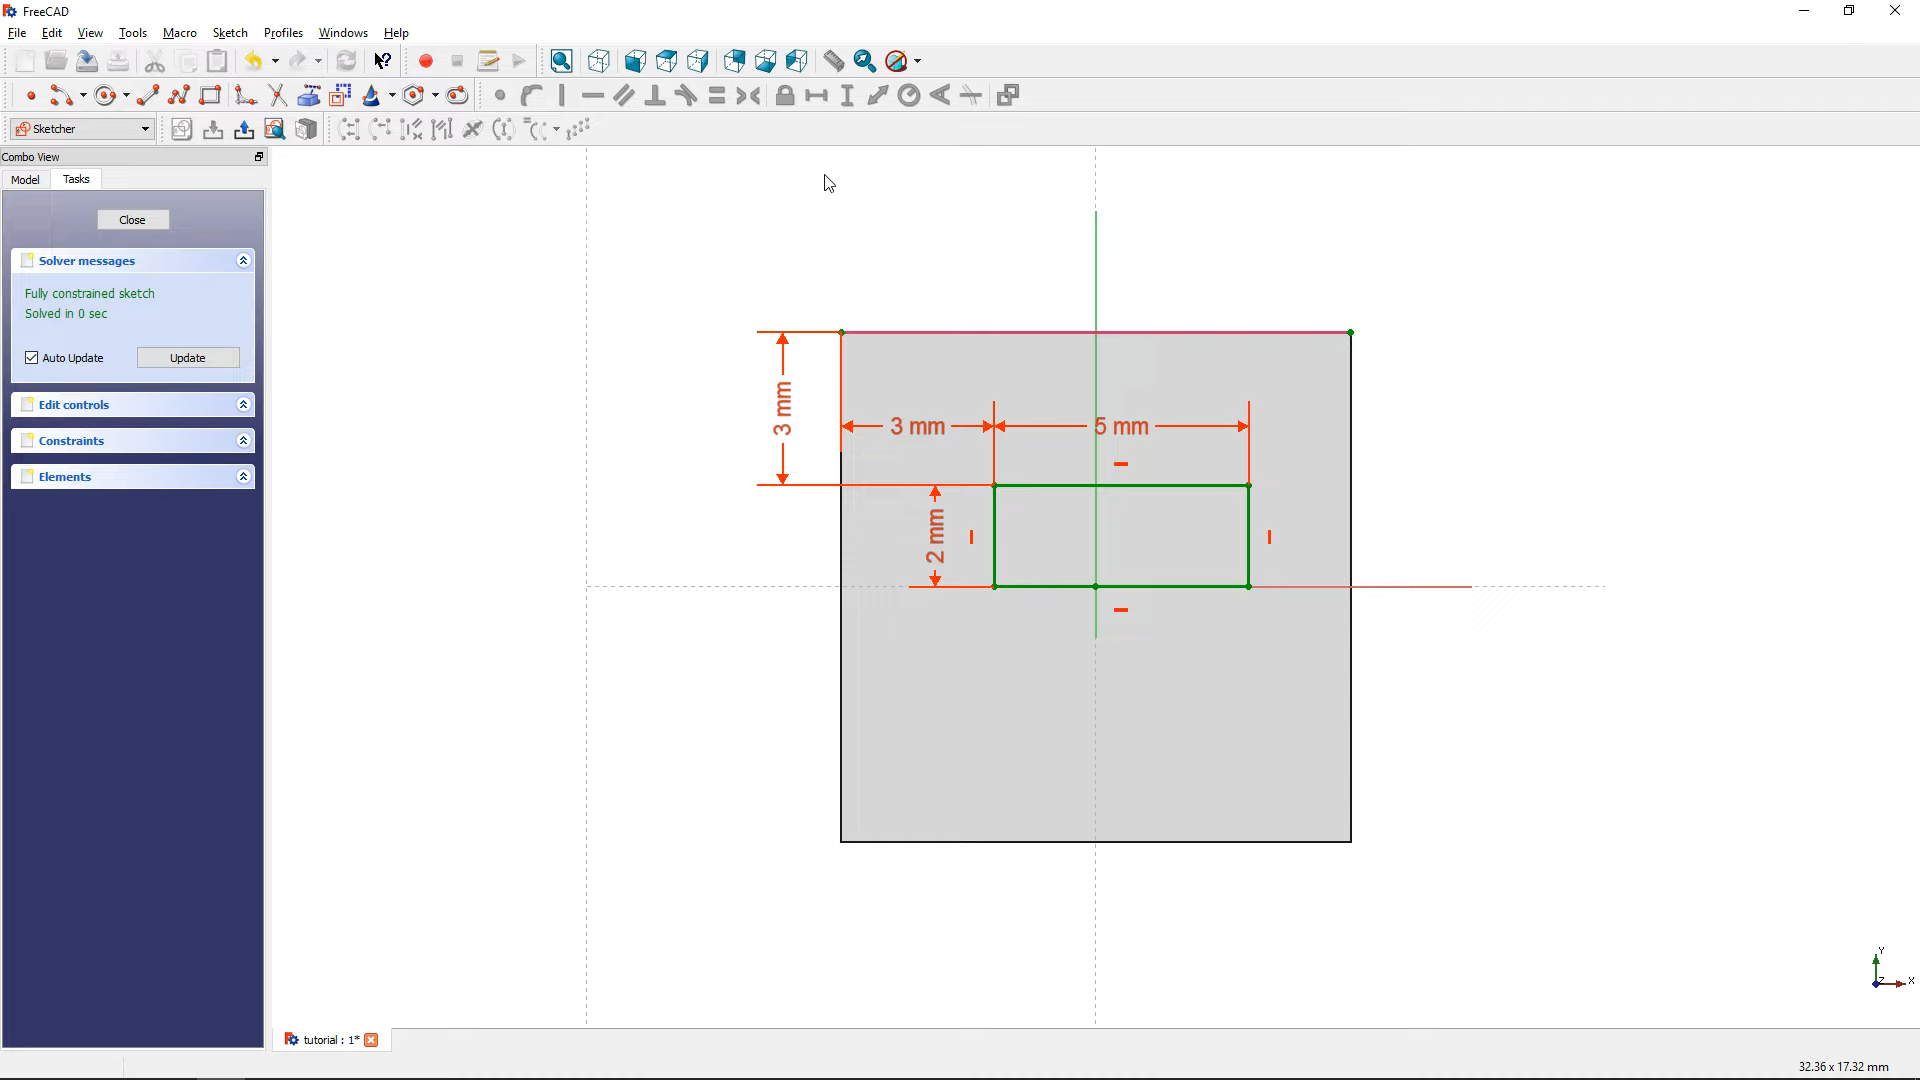 FreeCAD
File Edit View Tools Macro Sketch Profiles Windows Help
Sketcher
Combo View
Model Tasks
Close
Solver messages
Fully constrained sketch
Solved in 0 sec
Auto Update Update
Edit controls
Constraints
Elements
3 mm
3 mm
5 mm
2 mm
Y
Z
X
tutorial : 1*
32.36 x 17.32 mm